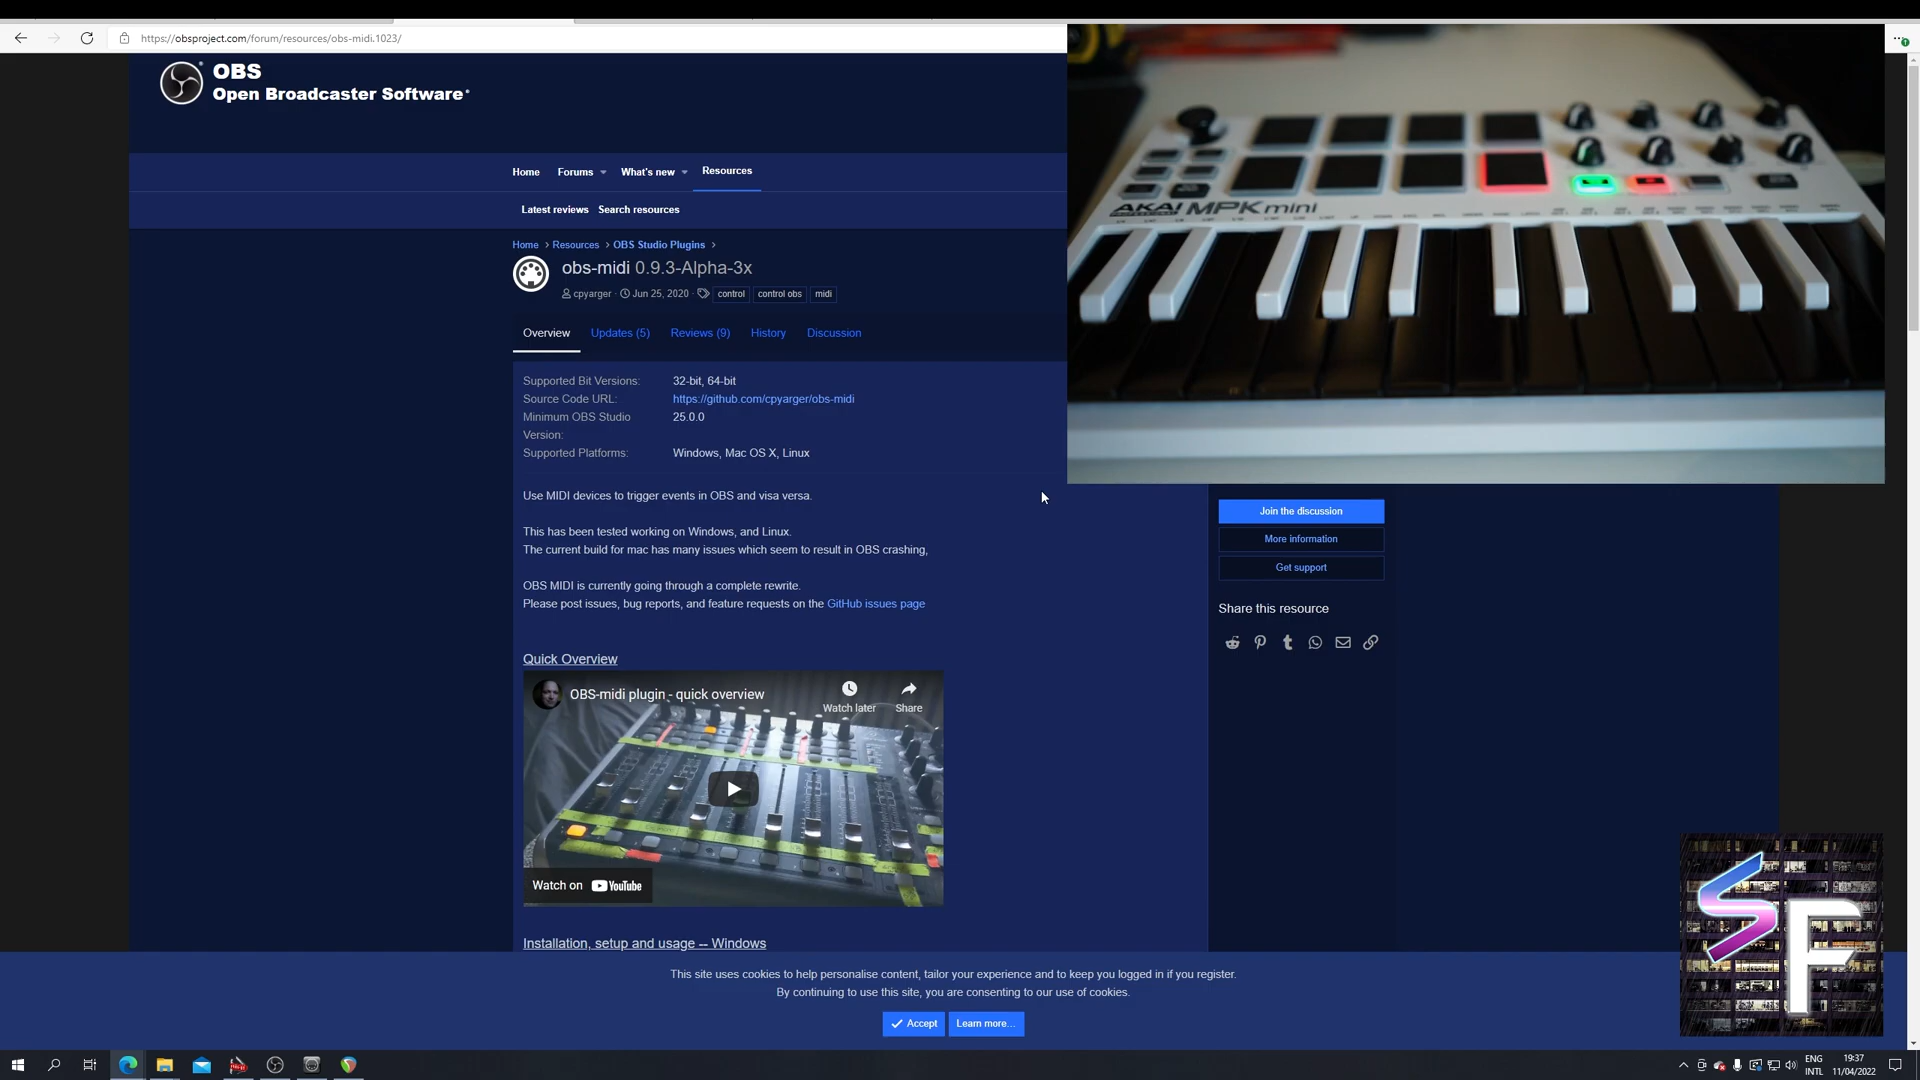 https://obsproject.com/forum/resources/obs-midi.1023/
OBS
Open Broadcaster Software
Home
Forums
What's new
Resources
Latest reviews
Search resources
Home
Resources
OBS Studio Plugins
obs-midi 0.9.3-Alpha-3x
cpyarger · Jun 25, 2020 · control control obs midi
Overview
Updates (5)
Reviews (9)
History
Discussion
Supported Bit Versions: 32-bit, 64-bit
Source Code URL: https://github.com/cpyarger/obs-midi
Minimum OBS Studio 25.0.0
Version:
Supported Platforms: Windows, Mac OS X, Linux
Use MIDI devices to trigger events in OBS and visa versa.
This has been tested working on Windows, and Linux.
The current build for mac has many issues which seem to result in OBS crashing,
OBS MIDI is currently going through a complete rewrite.
Please post issues, bug reports, and feature requests on the GitHub issues page
Quick Overview
OBS-midi plugin - quick overview
Watch later
Share
Watch on YouTube
Installation, setup and usage -- Windows
AKAI MPK mini
PROFESSIONAL
Join the discussion
More information
Get support
Share this resource
SF
This site uses cookies to help personalise content, tailor your experience and to keep you logged in if you register.
By continuing to use this site, you are consenting to our use of cookies.
Accept
Learn more…
ENG
INTL
19:37
11/04/2022